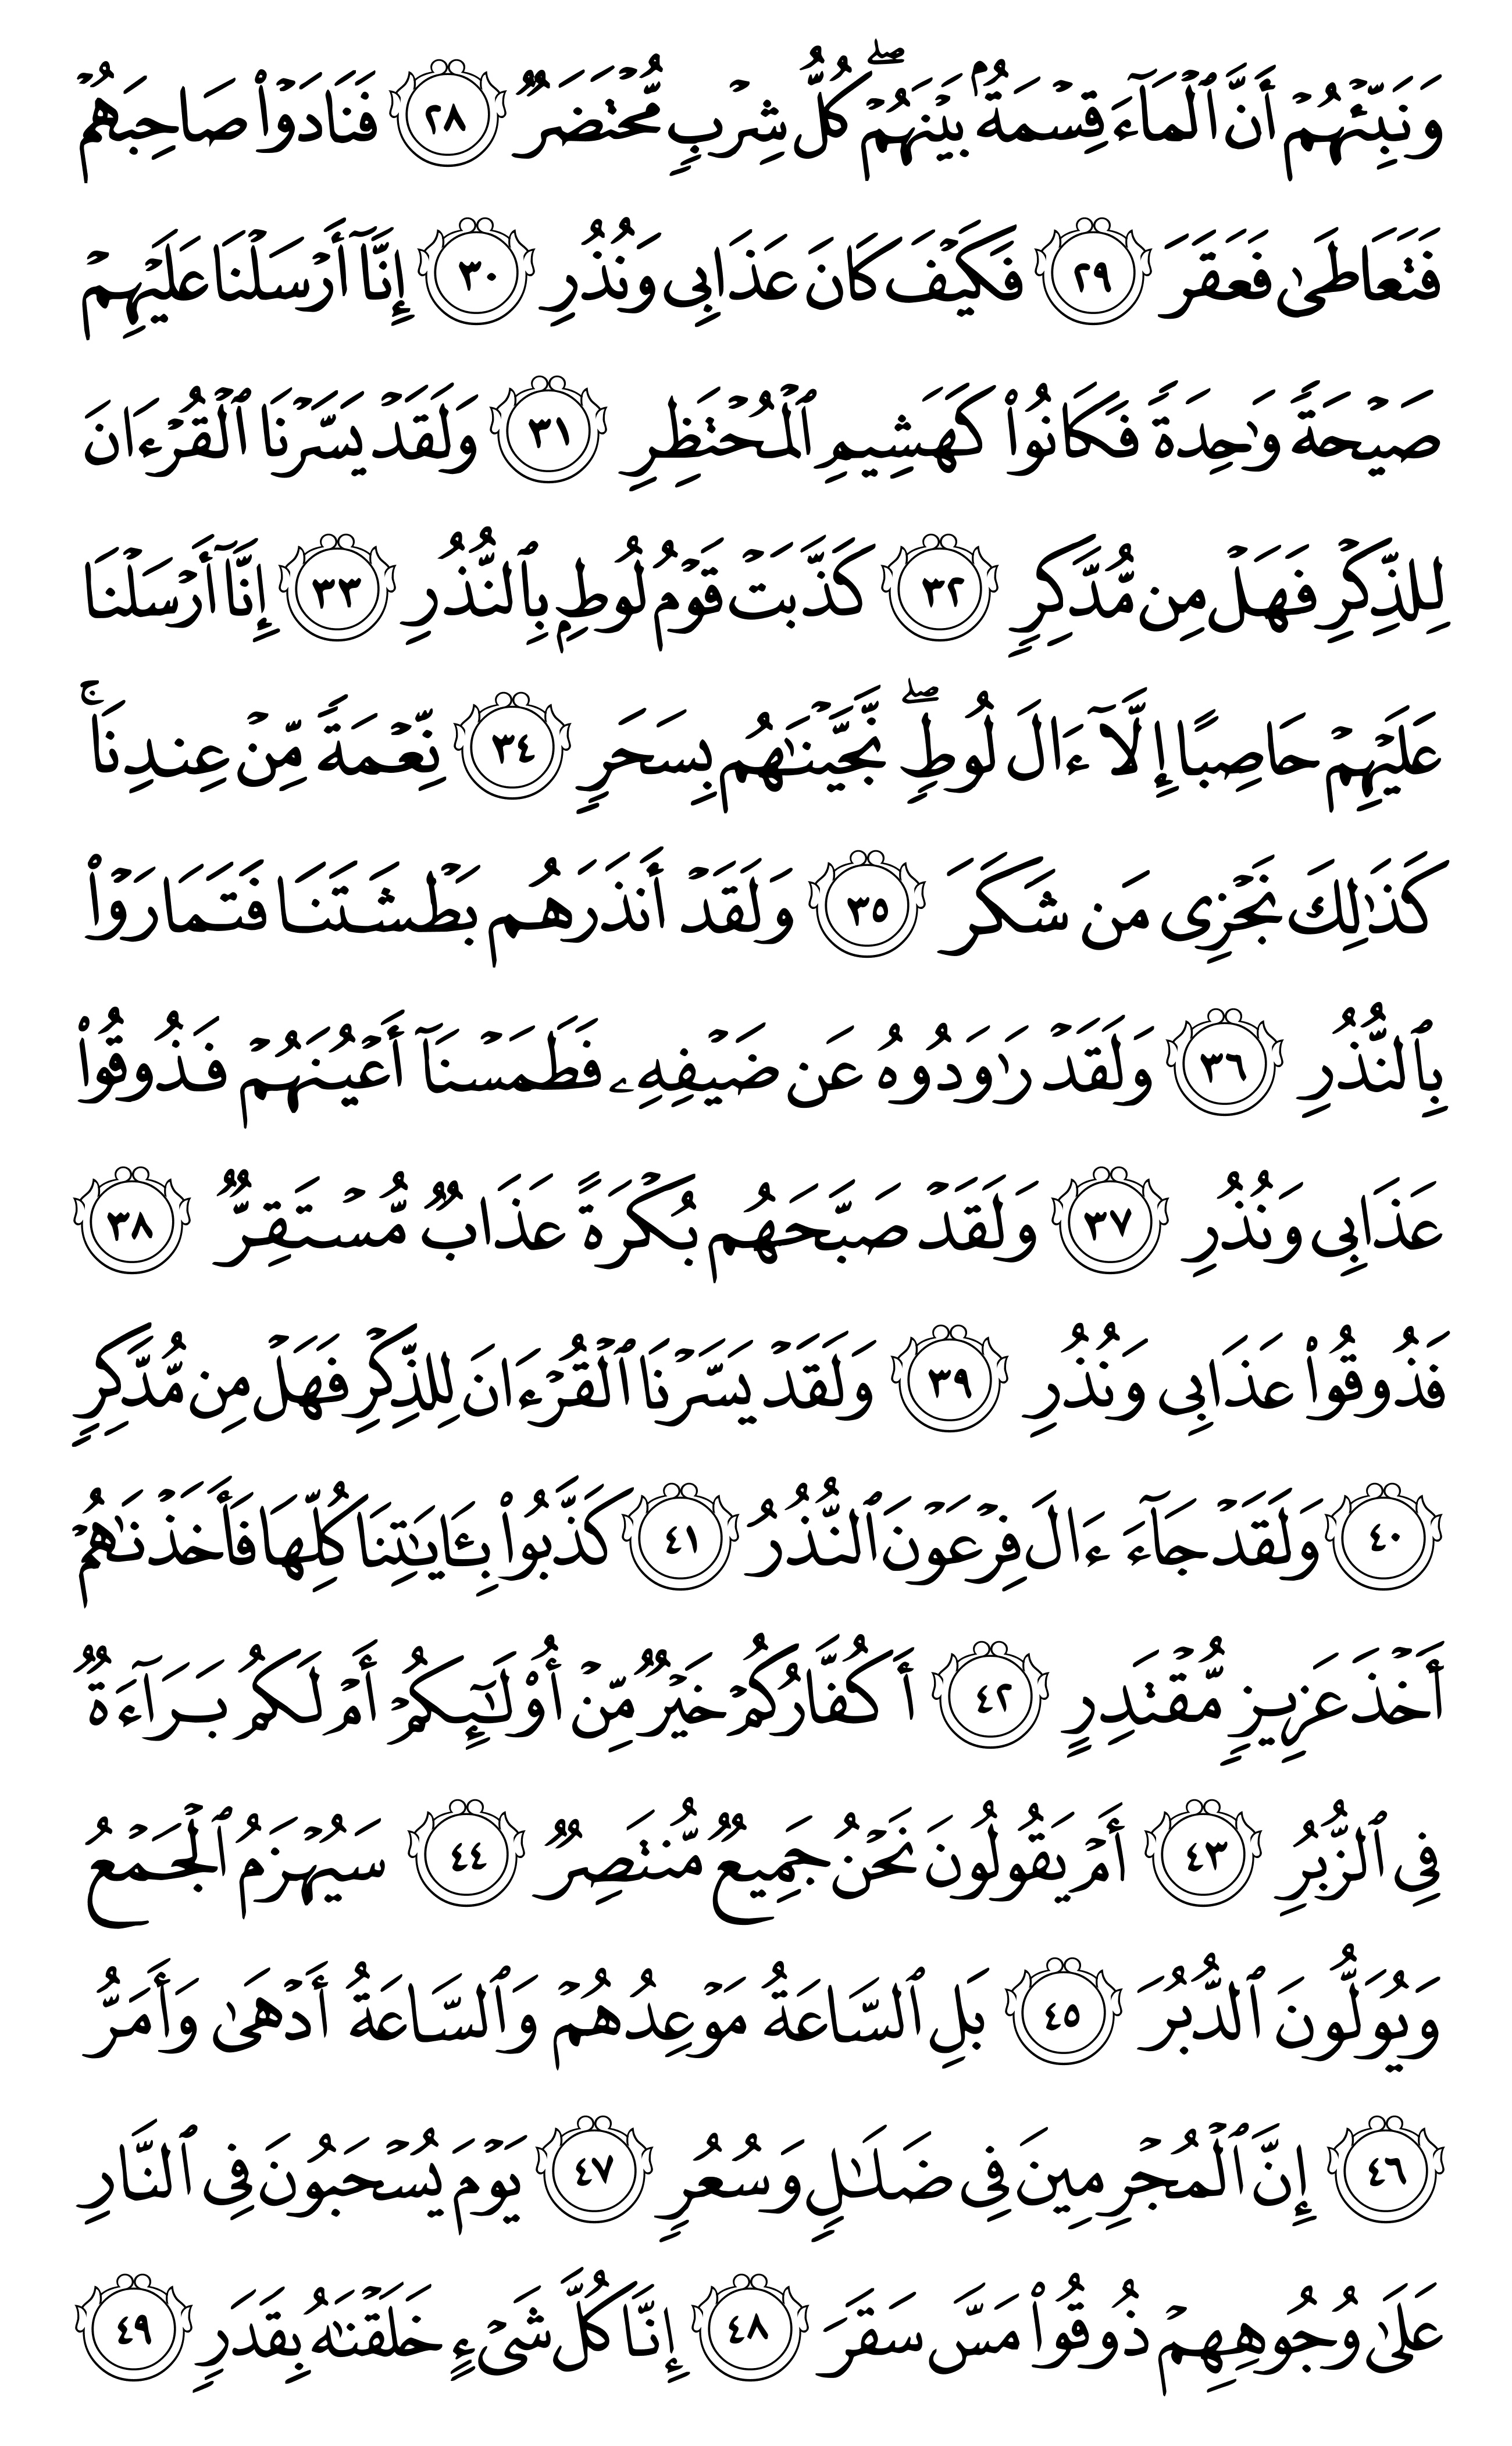 وَنَبِّئۡهُمۡ أَنَّ ٱلۡمَآءَ قِسۡمَةُۢ بَيۡنَهُمۡۖ كُلُّ شِرۡبٖ مُّحۡتَضَرٞ ٢٨ فَنَادَوۡاْ صَاحِبَهُمۡ
فَتَعَاطَىٰ فَعَقَرَ ٢٩ فَكَيۡفَ كَانَ عَذَابِي وَنُذُرِ ٣٠ إِنَّآ أَرۡسَلۡنَا عَلَيۡهِمۡ
صَيۡحَةٗ وَٰحِدَةٗ فَكَانُواْ كَهَشِيمِ ٱلۡمُحۡتَظِرِ ٣١ وَلَقَدۡ يَسَّرۡنَا ٱلۡقُرۡءَانَ
لِلذِّكۡرِ فَهَلۡ مِن مُّدَّكِرٖ ٣٢ كَذَّبَتۡ قَوۡمُ لُوطِۭ بِٱلنُّذُرِ ٣٣ إِنَّآ أَرۡسَلۡنَا
عَلَيۡهِمۡ حَاصِبًا إِلَّآ ءَالَ لُوطٖۖ نَّجَّيۡنَٰهُم بِسَحَرٖ ٣٤ نِّعۡمَةٗ مِّنۡ عِندِنَاۚ
كَذَٰلِكَ نَجۡزِي مَن شَكَرَ ٣٥ وَلَقَدۡ أَنذَرَهُم بَطۡشَتَنَا فَتَمَارَوۡاْ
بِٱلنُّذُرِ ٣٦ وَلَقَدۡ رَٰوَدُوهُ عَن ضَيۡفِهِۦ فَطَمَسۡنَآ أَعۡيُنَهُمۡ فَذُوقُواْ
عَذَابِي وَنُذُرِ ٣٧ وَلَقَدۡ صَبَّحَهُم بُكۡرَةً عَذَابٞ مُّسۡتَقِرّٞ ٣٨
فَذُوقُواْ عَذَابِي وَنُذُرِ ٣٩ وَلَقَدۡ يَسَّرۡنَا ٱلۡقُرۡءَانَ لِلذِّكۡرِ فَهَلۡ مِن مُّدَّكِرٖ
٤٠ وَلَقَدۡ جَآءَ ءَالَ فِرۡعَوۡنَ ٱلنُّذُرُ ٤١ كَذَّبُواْ بِـَٔايَٰتِنَا كُلِّهَا فَأَخَذۡنَٰهُمۡ
أَخۡذَ عَزِيزٖ مُّقۡتَدِرٍ ٤٢ أَكُفَّارُكُمۡ خَيۡرٞ مِّنۡ أُوْلَٰٓئِكُمۡ أَمۡ لَكُم بَرَآءَةٞ
فِي ٱلزُّبُرِ ٤٣ أَمۡ يَقُولُونَ نَحۡنُ جَمِيعٞ مُّنتَصِرٞ ٤٤ سَيُهۡزَمُ ٱلۡجَمۡعُ
وَيُوَلُّونَ ٱلدُّبُرَ ٤٥ بَلِ ٱلسَّاعَةُ مَوۡعِدُهُمۡ وَٱلسَّاعَةُ أَدۡهَىٰ وَأَمَرُّ
٤٦ إِنَّ ٱلۡمُجۡرِمِينَ فِي ضَلَٰلٖ وَسُعُرٖ ٤٧ يَوۡمَ يُسۡحَبُونَ فِي ٱلنَّارِ
عَلَىٰ وُجُوهِهِمۡ ذُوقُواْ مَسَّ سَقَرَ ٤٨ إِنَّا كُلَّ شَيۡءٍ خَلَقۡنَٰهُ بِقَدَرٖ ٤٩